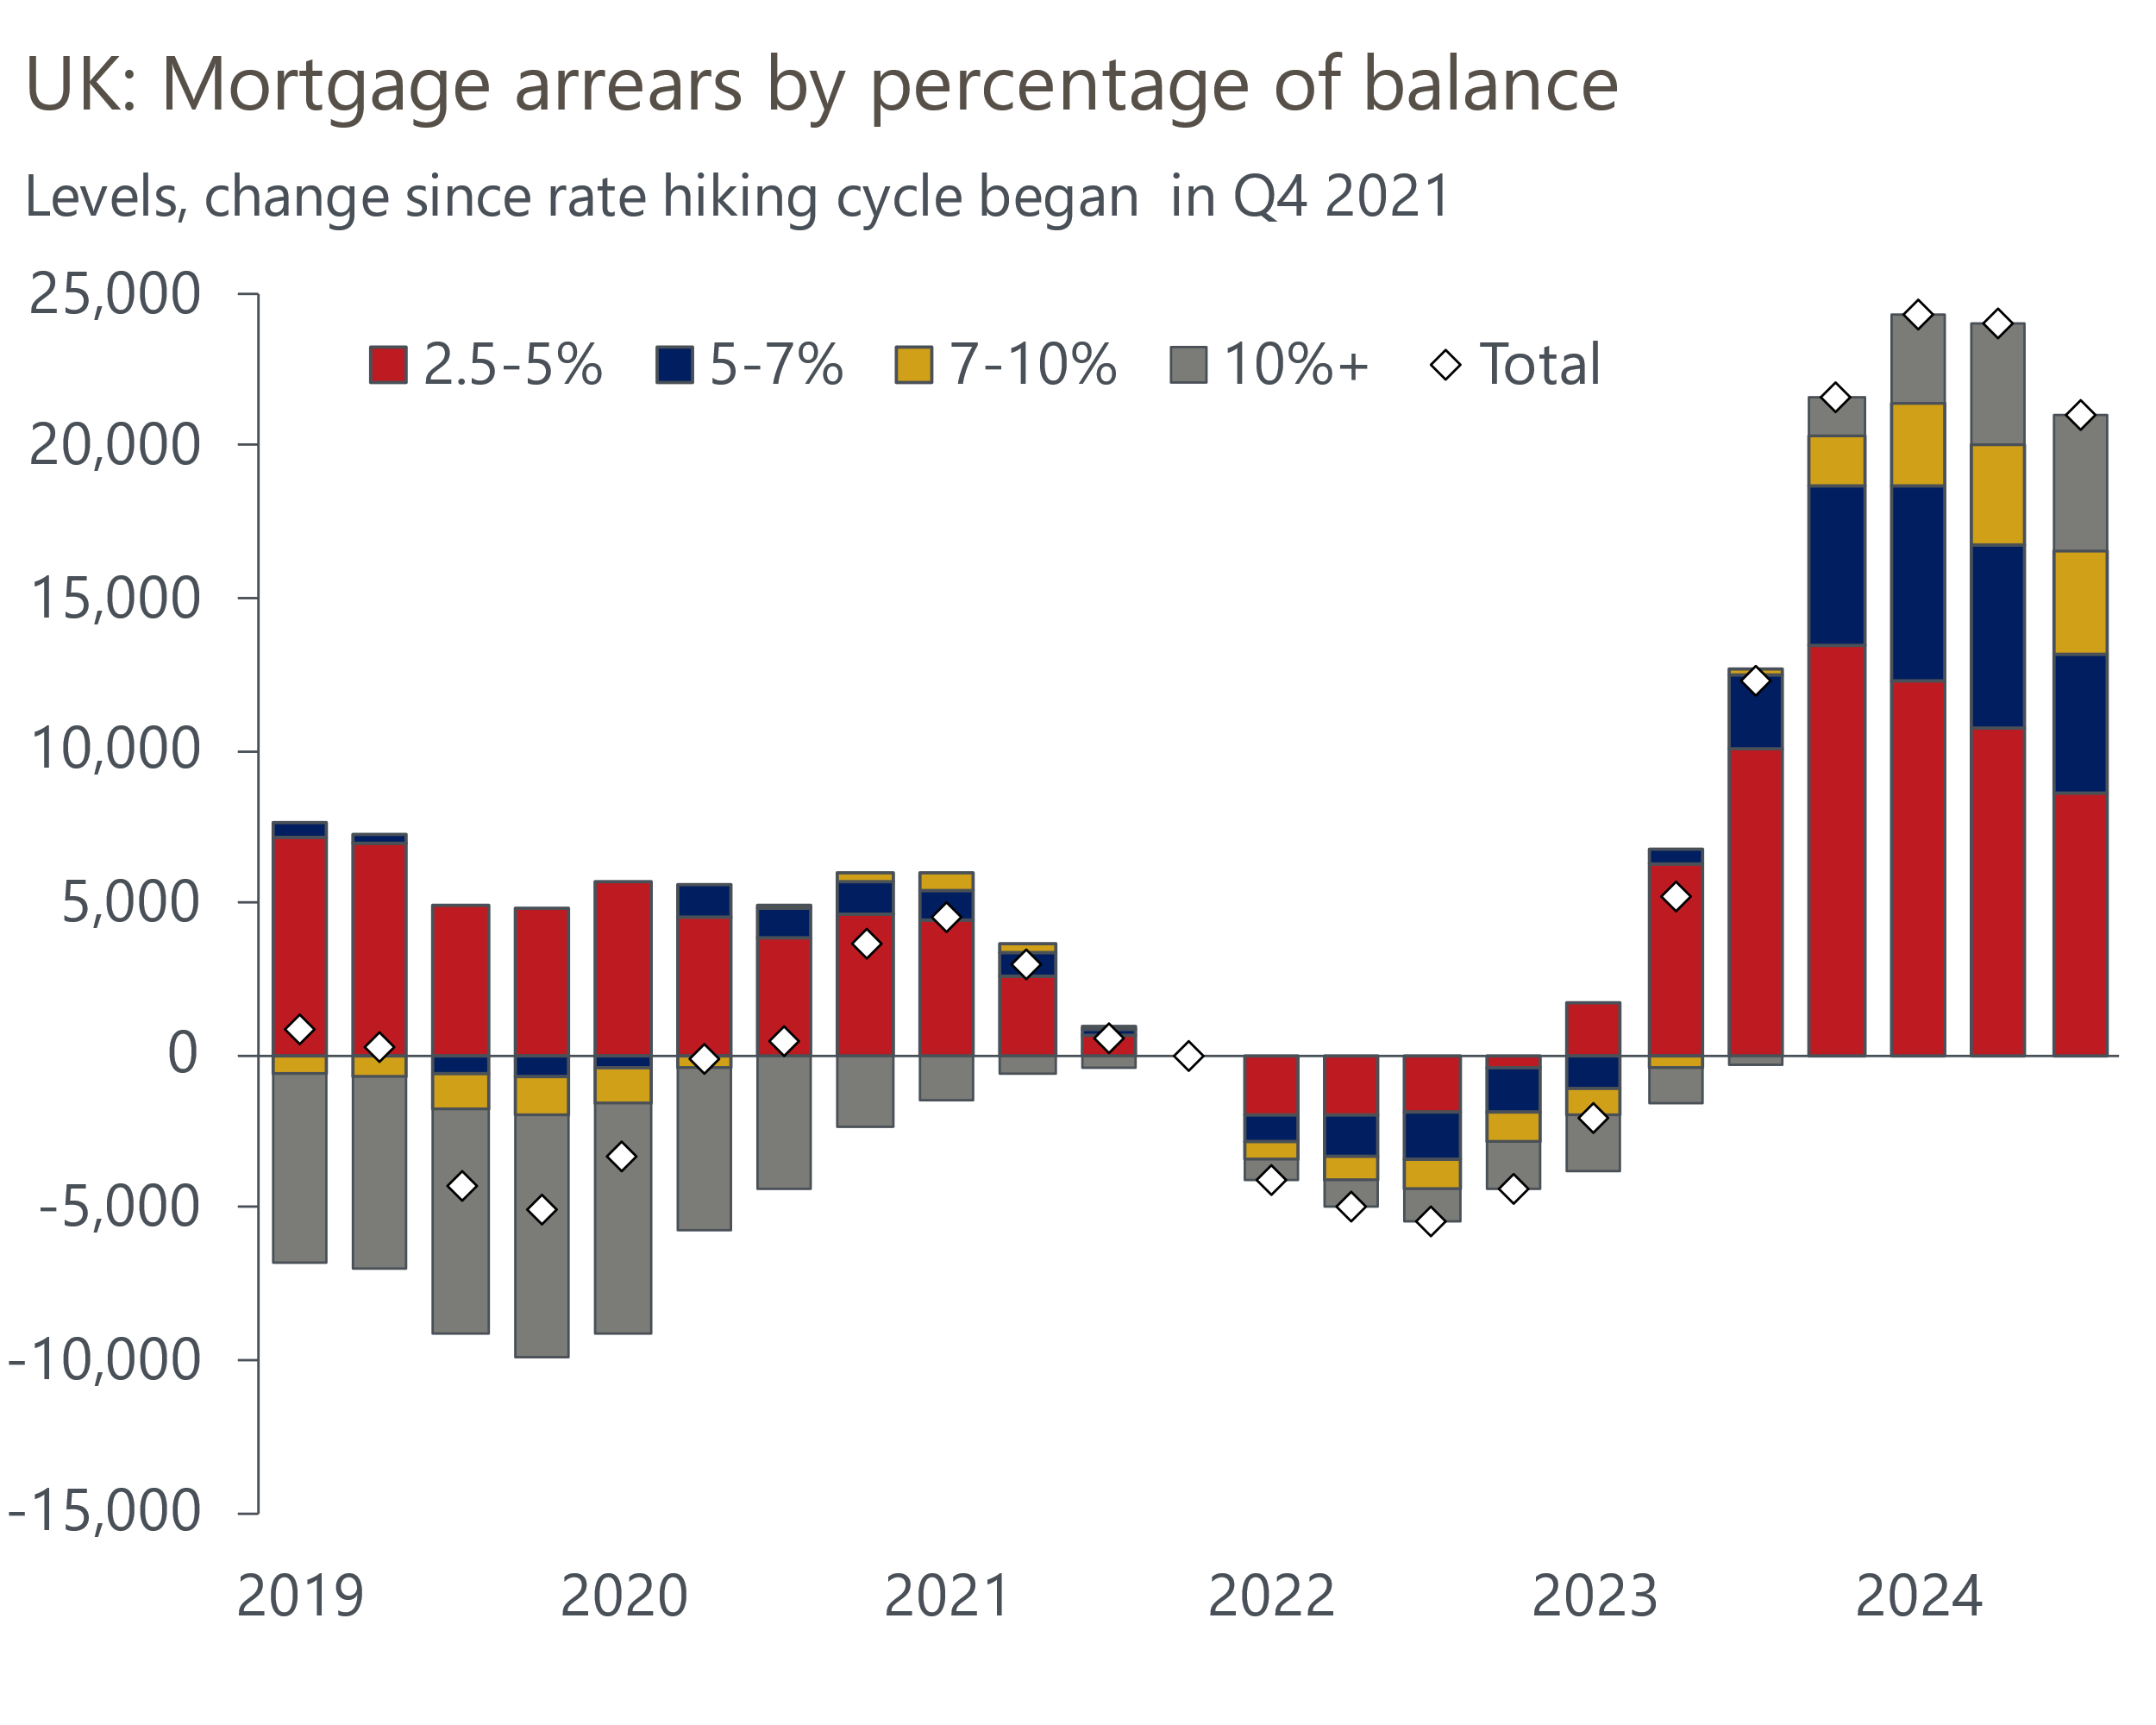 UK: Mortgage arrears by percentage of balance
Levels, change since rate hiking cycle began  in Q4 2021
25,000
2.5-5% 5-7% 7-10% 10%+ Total
20,000
15,000
10,000
5,000
0
-5,000
-10,000
-15,000
2019 2020 2021 2022 2023 2024